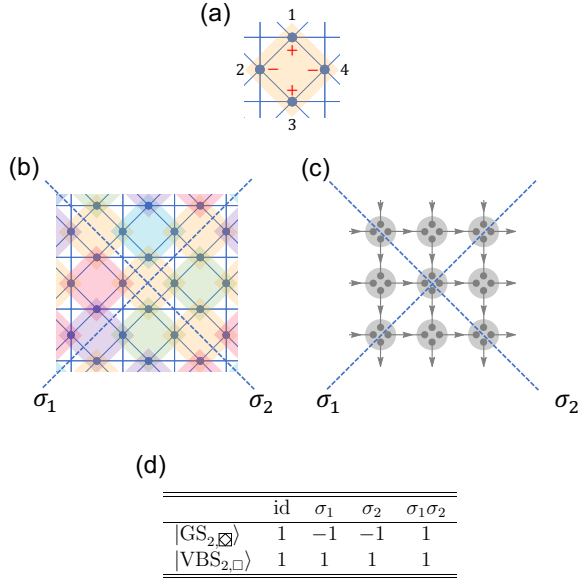 (a)
1
+
2 − − 4
+
3
(b) (c)
σ₁ σ₂ σ₁ σ₂
(d)
id σ₁ σ₂ σ₁σ₂
|GS₂,⟩ 1 −1 −1 1
|VBS₂,□⟩ 1 1 1 1